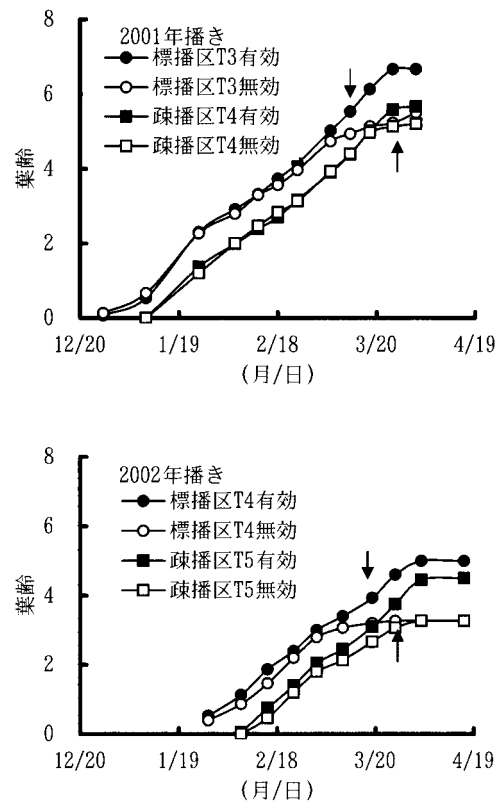 8
2001年播き
標播区T3有効
標播区T3無効
疎播区T4有効
疎播区T4無効
6
4
2
0
葉齢
12/20 1/19 2/18 3/20 4/19
(月/日)
8
2002年播き
標播区T4有効
標播区T4無効
疎播区T5有効
疎播区T5無効
6
4
2
0
葉齢
12/20 1/19 2/18 3/20 4/19
(月/日)